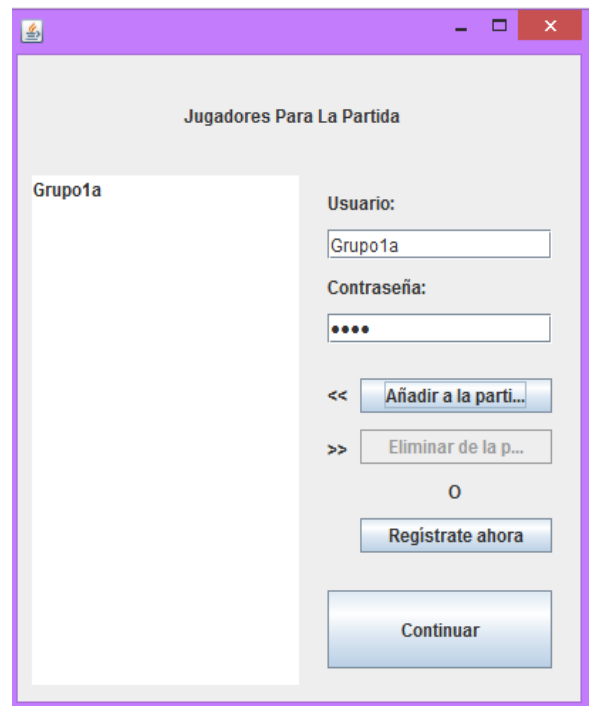 Jugadores Para La Partida
Grupo1a
Usuario:
Grupo1a
Contraseña:
••••
<< Añadir a la parti...
>> Eliminar de la p...
O
Regístrate ahora
Continuar